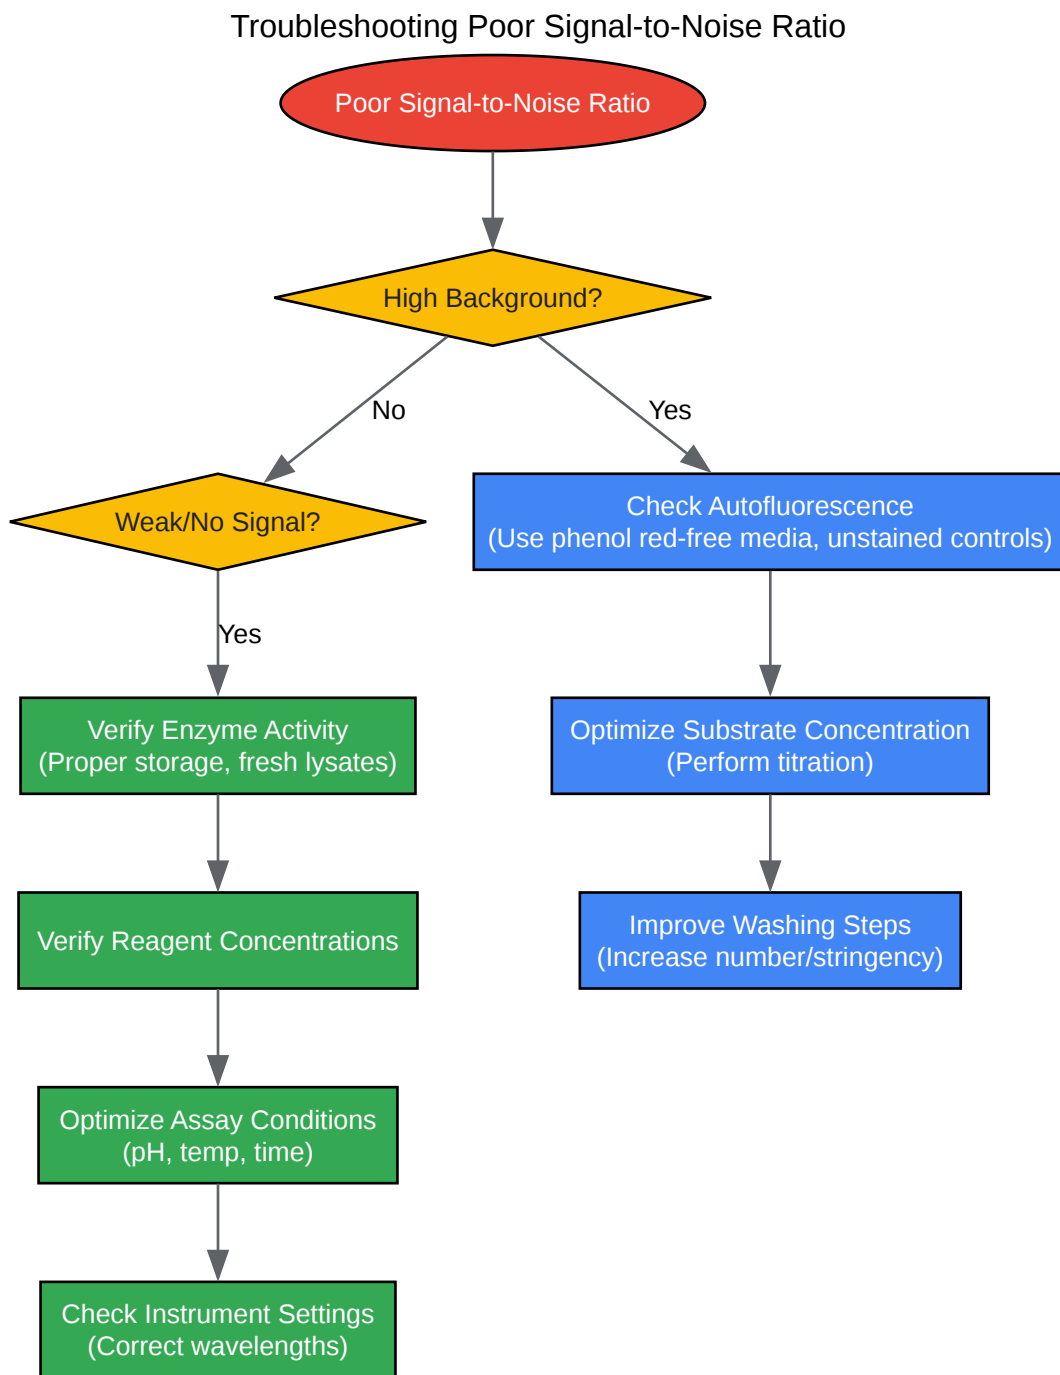 Troubleshooting Poor Signal-to-Noise Ratio
Poor Signal-to-Noise Ratio
High Background?
No
Yes
Weak/No Signal?
Check Autofluorescence
(Use phenol red-free media, unstained controls)
Yes
Verify Enzyme Activity
(Proper storage, fresh lysates)
Optimize Substrate Concentration
(Perform titration)
Verify Reagent Concentrations
Improve Washing Steps
(Increase number/stringency)
Optimize Assay Conditions
(pH, temp, time)
Check Instrument Settings
(Correct wavelengths)